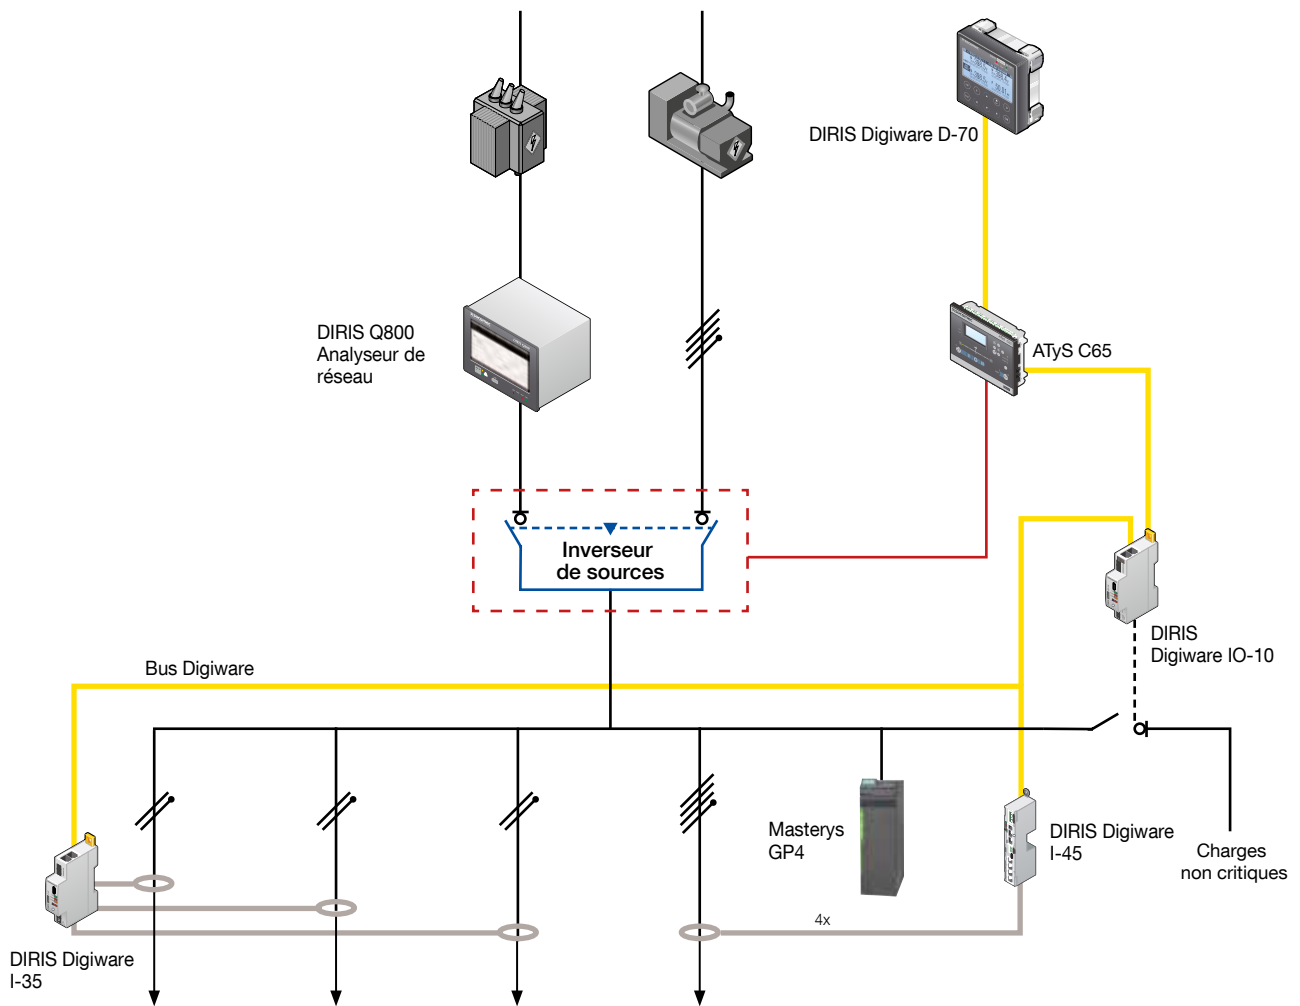 DIRIS Digiware D-70
DIRIS Q800
Analyseur de
réseau
ATyS C65
Inverseur
de sources
DIRIS
Digiware IO-10
Bus Digiware
Masterys
GP4
DIRIS Digiware
I-45
Charges
non critiques
4x
DIRIS Digiware
I-35